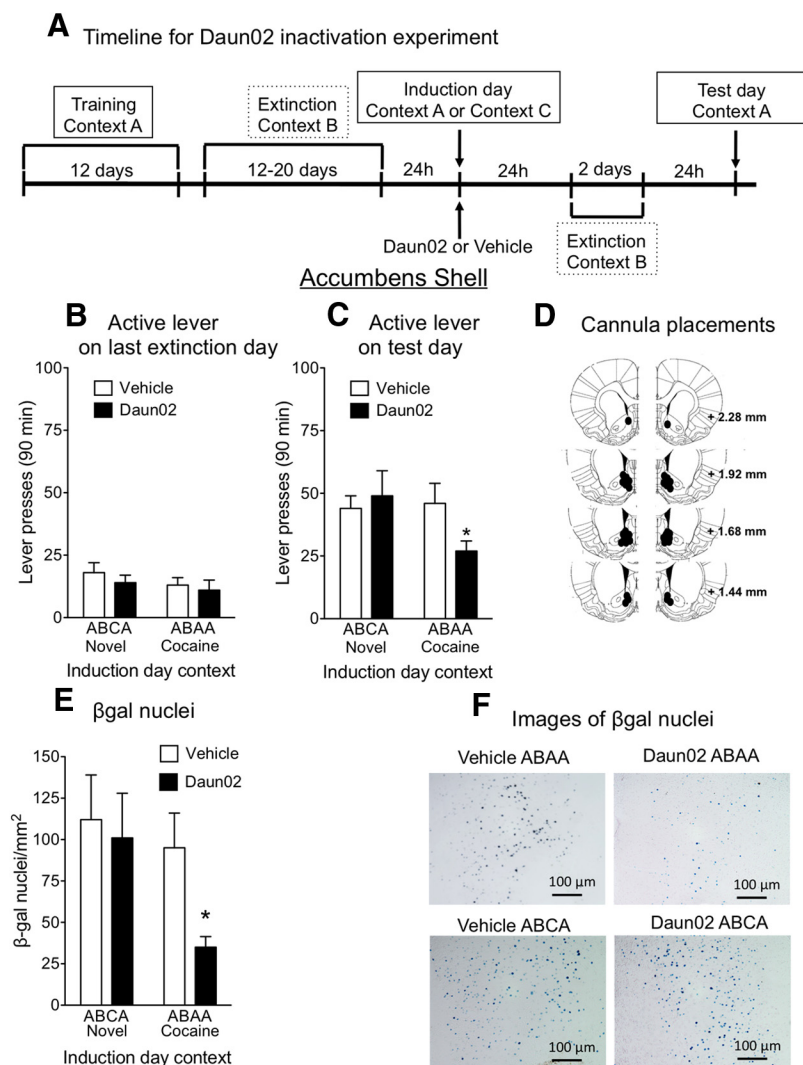 A Timeline for Daun02 inactivation experiment
Training
Context A
Extinction
Context B
Induction day
Context A or Context C
Test day
Context A
12 days
12-20 days
24h
24h
2 days
24h
Daun02 or Vehicle
Extinction
Context B
Accumbens Shell
B Active lever
on last extinction day
Lever presses (90 min)
100
75
50
25
0
Vehicle
Daun02
ABCA
Novel
ABAA
Cocaine
Induction day context
C Active lever
on test day
Lever presses (90 min)
100
75
50
25
0
Vehicle
Daun02
*
ABCA
Novel
ABAA
Cocaine
Induction day context
D Cannula placements
+ 2.28 mm
+ 1.92 mm
+ 1.68 mm
+ 1.44 mm
E βgal nuclei
β-gal nuclei/mm²
150
125
100
75
50
25
0
Vehicle
Daun02
*
ABCA
Novel
ABAA
Cocaine
Induction day context
F Images of βgal nuclei
Vehicle ABAA
Daun02 ABAA
100 μm
100 μm
Vehicle ABCA
Daun02 ABCA
100 μm.
100 μm